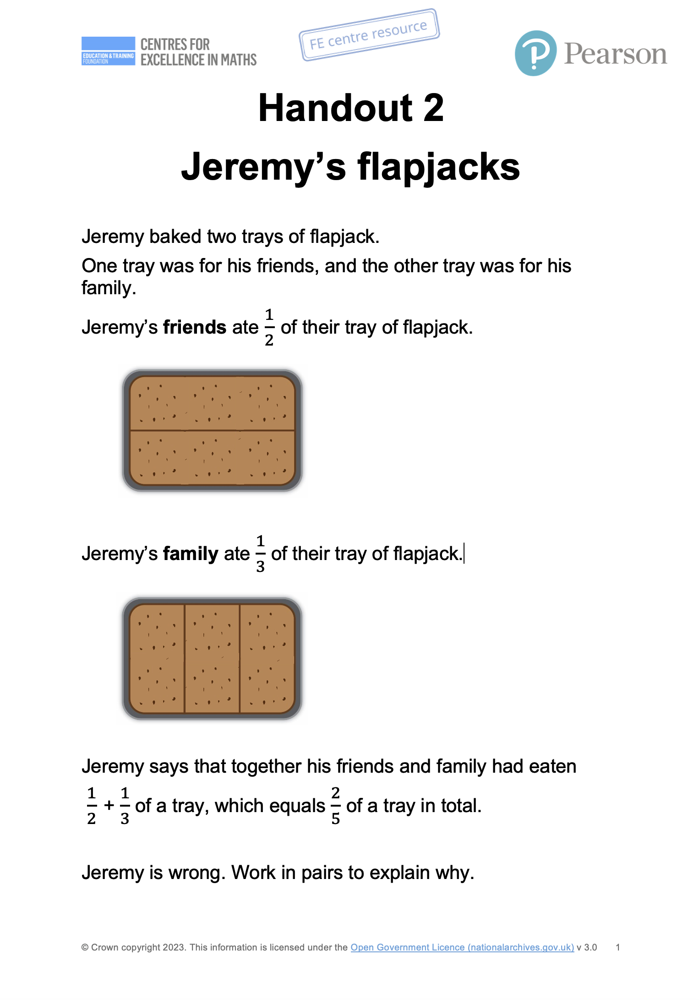 EDUCATION & TRAINING
FOUNDATION
CENTRES FOR
EXCELLENCE IN MATHS
FE centre resource
Pearson
Handout 2
Jeremy’s flapjacks
Jeremy baked two trays of flapjack.
One tray was for his friends, and the other tray was for his
family.
Jeremy’s friends ate 1/2 of their tray of flapjack.
Jeremy’s family ate 1/3 of their tray of flapjack.
Jeremy says that together his friends and family had eaten
1/2 + 1/3 of a tray, which equals 2/5 of a tray in total.
Jeremy is wrong. Work in pairs to explain why.
© Crown copyright 2023. This information is licensed under the Open Government Licence (nationalarchives.gov.uk) v 3.0 1